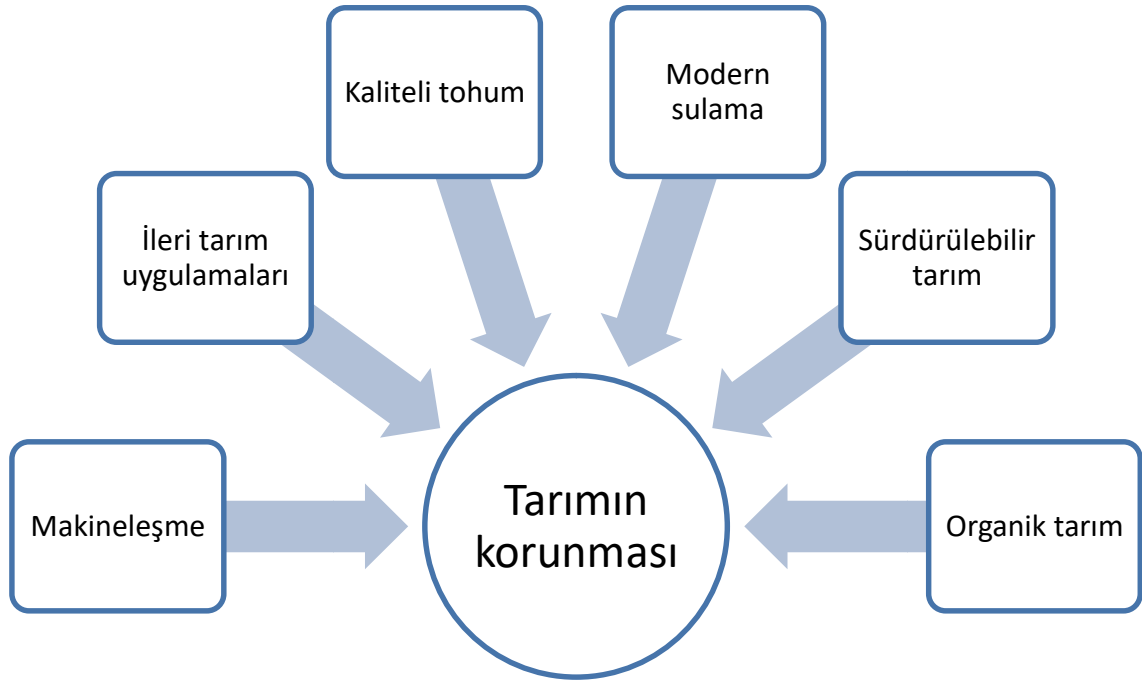 Makineleşme
İleri tarım
uygulamaları
Kaliteli tohum
Modern
sulama
Sürdürülebilir
tarım
Organik tarım
Tarımın
korunması